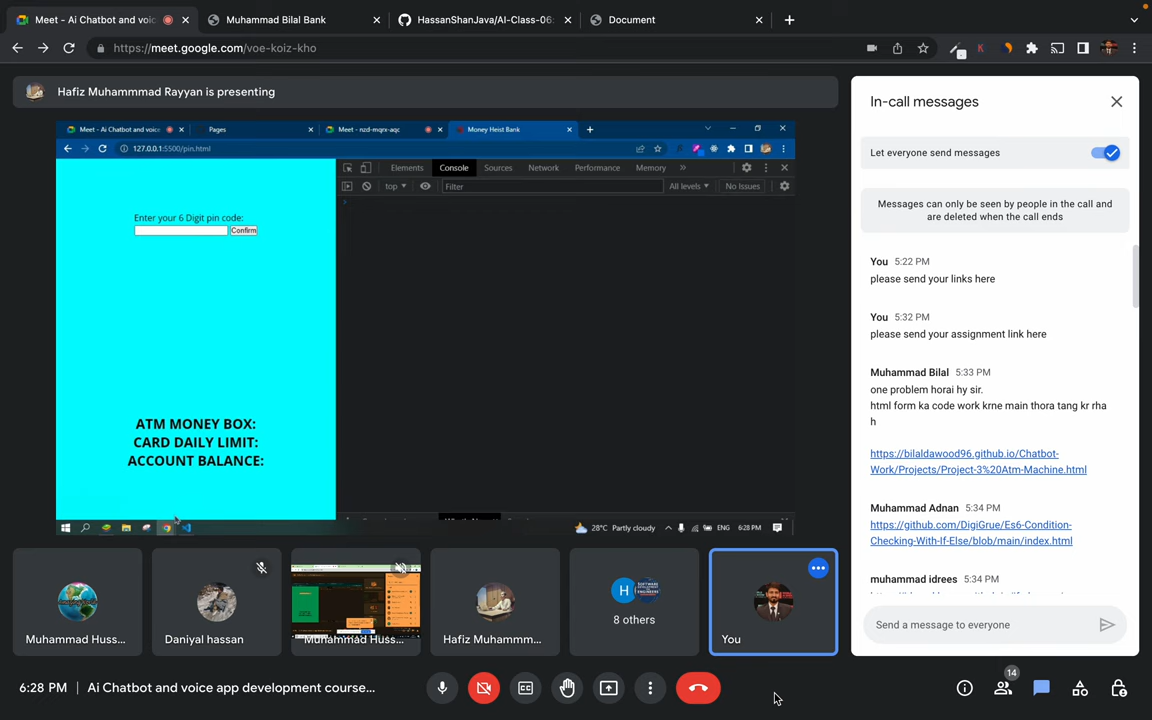 Meet - Ai Chatbot and voic
Muhammad Bilal Bank
HassanShanJava/AI-Class-06:
Document
https://meet.google.com/voe-koiz-kho
Hafiz Muhammmad Rayyan is presenting
Meet - Ai Chatbot and voice
Pages
Meet - nzd-mqrx-aqc
Money Heist Bank
127.0.0.1:5500/pin.html
Elements
Console
Sources
Network
Performance
Memory
top
Filter
All levels
No Issues
Enter your 6 Digit pin code:
Confirm
ATM MONEY BOX:
CARD DAILY LIMIT:
ACCOUNT BALANCE:
28°C Partly cloudy
ENG
6:28 PM
In-call messages
Let everyone send messages
Messages can only be seen by people in the call and
are deleted when the call ends
You 5:22 PM
please send your links here
You 5:32 PM
please send your assignment link here
Muhammad Bilal 5:33 PM
one problem horai hy sir.
html form ka code work krne main thora tang kr rha
h
https://bilaldawood96.github.io/Chatbot-
Work/Projects/Project-3%20Atm-Machine.html
Muhammad Adnan 5:34 PM
https://github.com/DigiGrue/Es6-Condition-
Checking-With-If-Else/blob/main/index.html
muhammad idrees 5:34 PM
Send a message to everyone
Muhammad Huss...
Daniyal hassan
Muhammad Huss...
Hafiz Muhammm...
H
8 others
You
6:28 PM | Ai Chatbot and voice app development course...
14